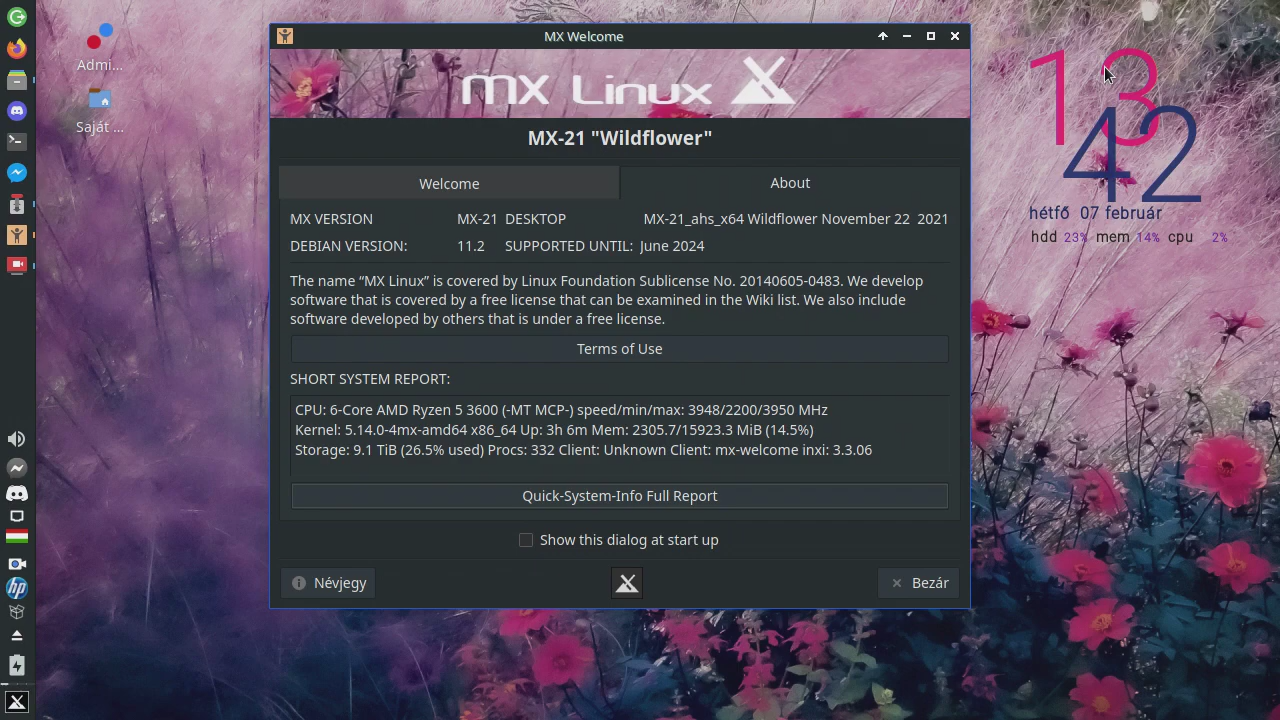 Admi...
Saját ...
MX Welcome
mx Linux
MX-21 "Wildflower"
Welcome
About
MX VERSION MX-21 DESKTOP MX-21_ahs_x64 Wildflower November 22 2021
DEBIAN VERSION: 11.2 SUPPORTED UNTIL: June 2024
The name “MX Linux” is covered by Linux Foundation Sublicense No. 20140605-0483. We develop
software that is covered by a free license that can be examined in the Wiki list. We also include
software developed by others that is under a free license.
Terms of Use
SHORT SYSTEM REPORT:
CPU: 6-Core AMD Ryzen 5 3600 (-MT MCP-) speed/min/max: 3948/2200/3950 MHz
Kernel: 5.14.0-4mx-amd64 x86_64 Up: 3h 6m Mem: 2305.7/15923.3 MiB (14.5%)
Storage: 9.1 TiB (26.5% used) Procs: 332 Client: Unknown Client: mx-welcome inxi: 3.3.06
Quick-System-Info Full Report
Show this dialog at start up
Névjegy
Bezár
13
42
hétfő 07 február
hdd 23% mem 14% cpu 2%
hp